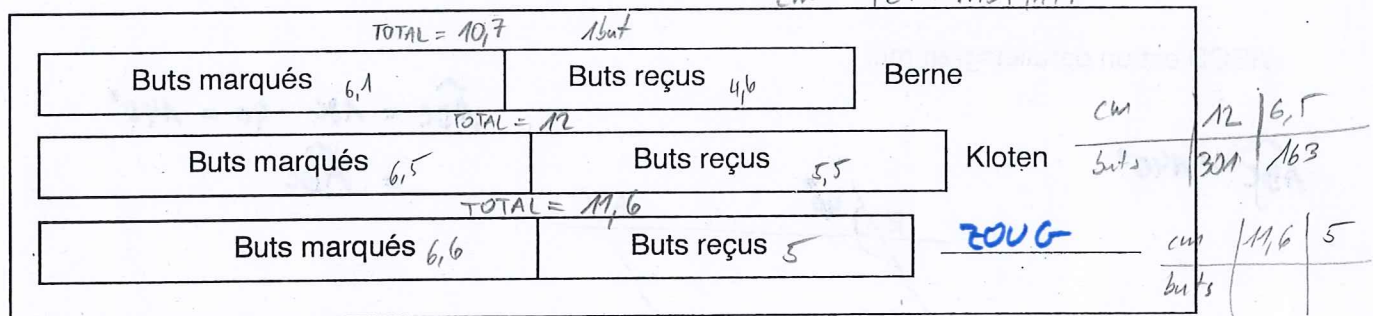 TOTAL = 10,7 1but
Buts marqués 6,1 Buts reçus 4,6 Berne
TOTAL = 12
Buts marqués 6,5 Buts reçus 5,5 Kloten
cm 12 6,5
buts 301 163
TOTAL = 11,6
Buts marqués 6,6 Buts reçus 5 ZOUG
cm 11,6 5
buts